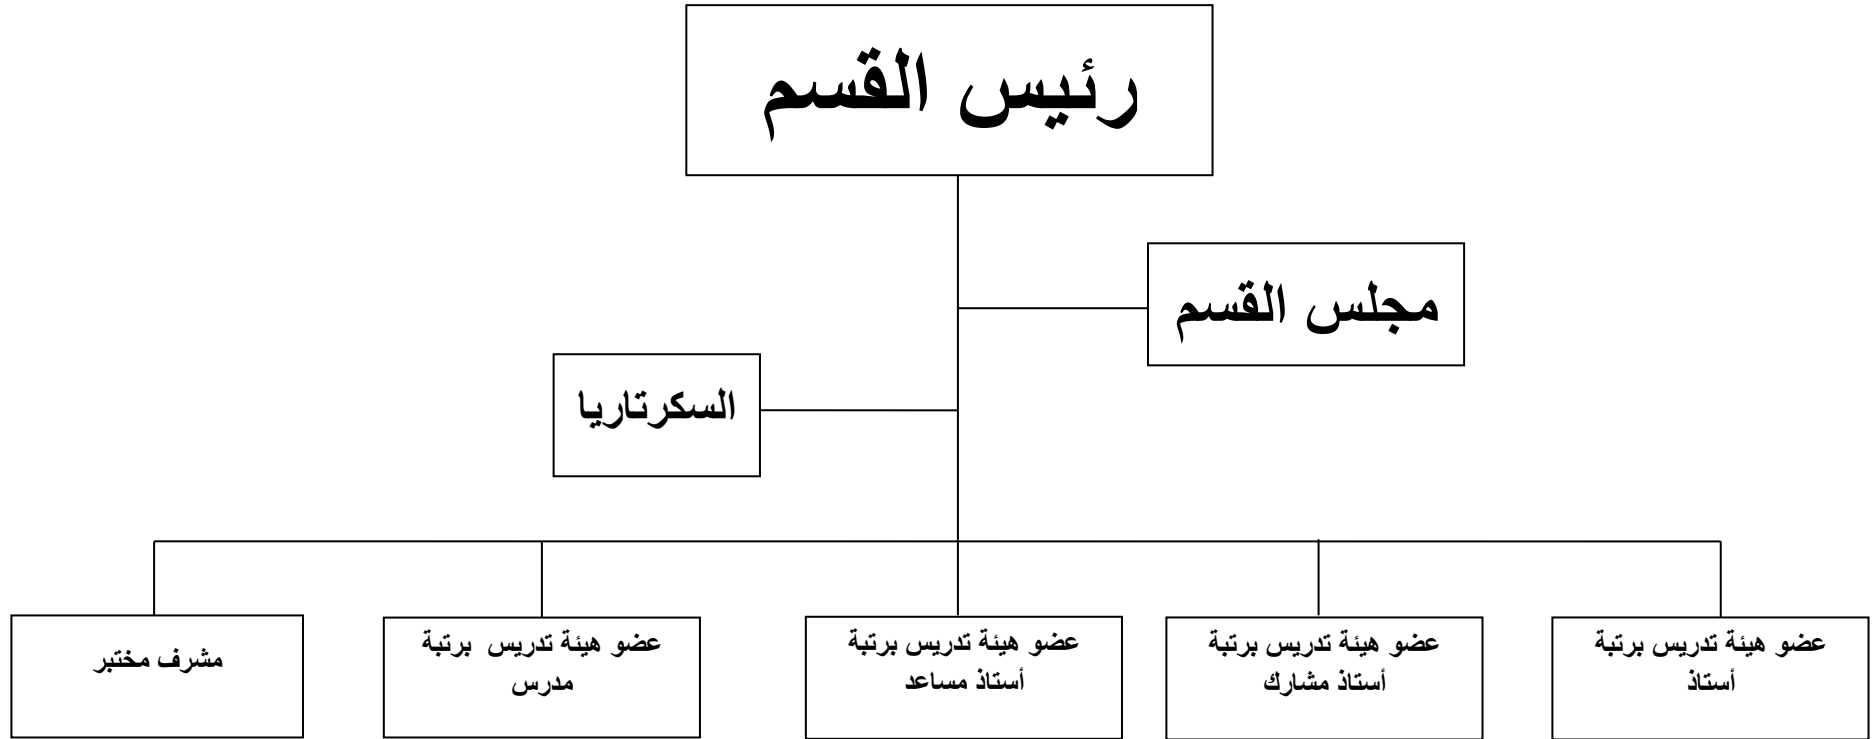 رئيس القسم
مجلس القسم
السكرتاريا
عضو هيئة تدريس برتبة
أستاذ
عضو هيئة تدريس برتبة
أستاذ مشارك
عضو هيئة تدريس برتبة
أستاذ مساعد
عضو هيئة تدريس برتبة
مدرس
مشرف مختبر